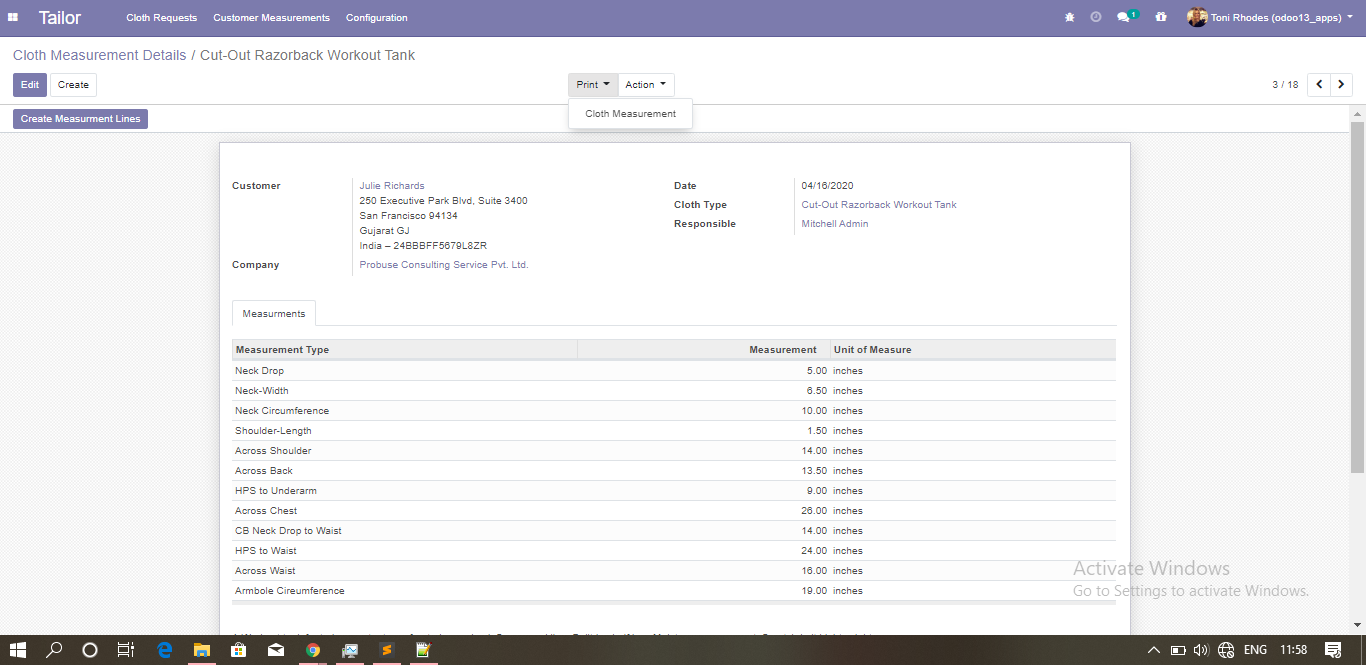 Tailor Cloth Requests Customer Measurements Configuration 1 Toni Rhodes (odoo13_apps)
Cloth Measurement Details / Cut-Out Razorback Workout Tank
Edit Create Print Action 3 / 18
Cloth Measurement
Create Measurment Lines
Customer Julie Richards
250 Executive Park Blvd, Suite 3400
San Francisco 94134
Gujarat GJ
India – 24BBBFF5679L8ZR
Company Probuse Consulting Service Pvt. Ltd.
Date 04/16/2020
Cloth Type Cut-Out Razorback Workout Tank
Responsible Mitchell Admin
Measurments
Measurement Type Measurement Unit of Measure
Neck Drop 5.00 inches
Neck-Width 6.50 inches
Neck Circumference 10.00 inches
Shoulder-Length 1.50 inches
Across Shoulder 14.00 inches
Across Back 13.50 inches
HPS to Underarm 9.00 inches
Across Chest 26.00 inches
CB Neck Drop to Waist 14.00 inches
HPS to Waist 24.00 inches
Across Waist 16.00 inches
Armbole Cireumference 19.00 inches
Activate Windows
Go to Settings to activate Windows.
ENG 11:58